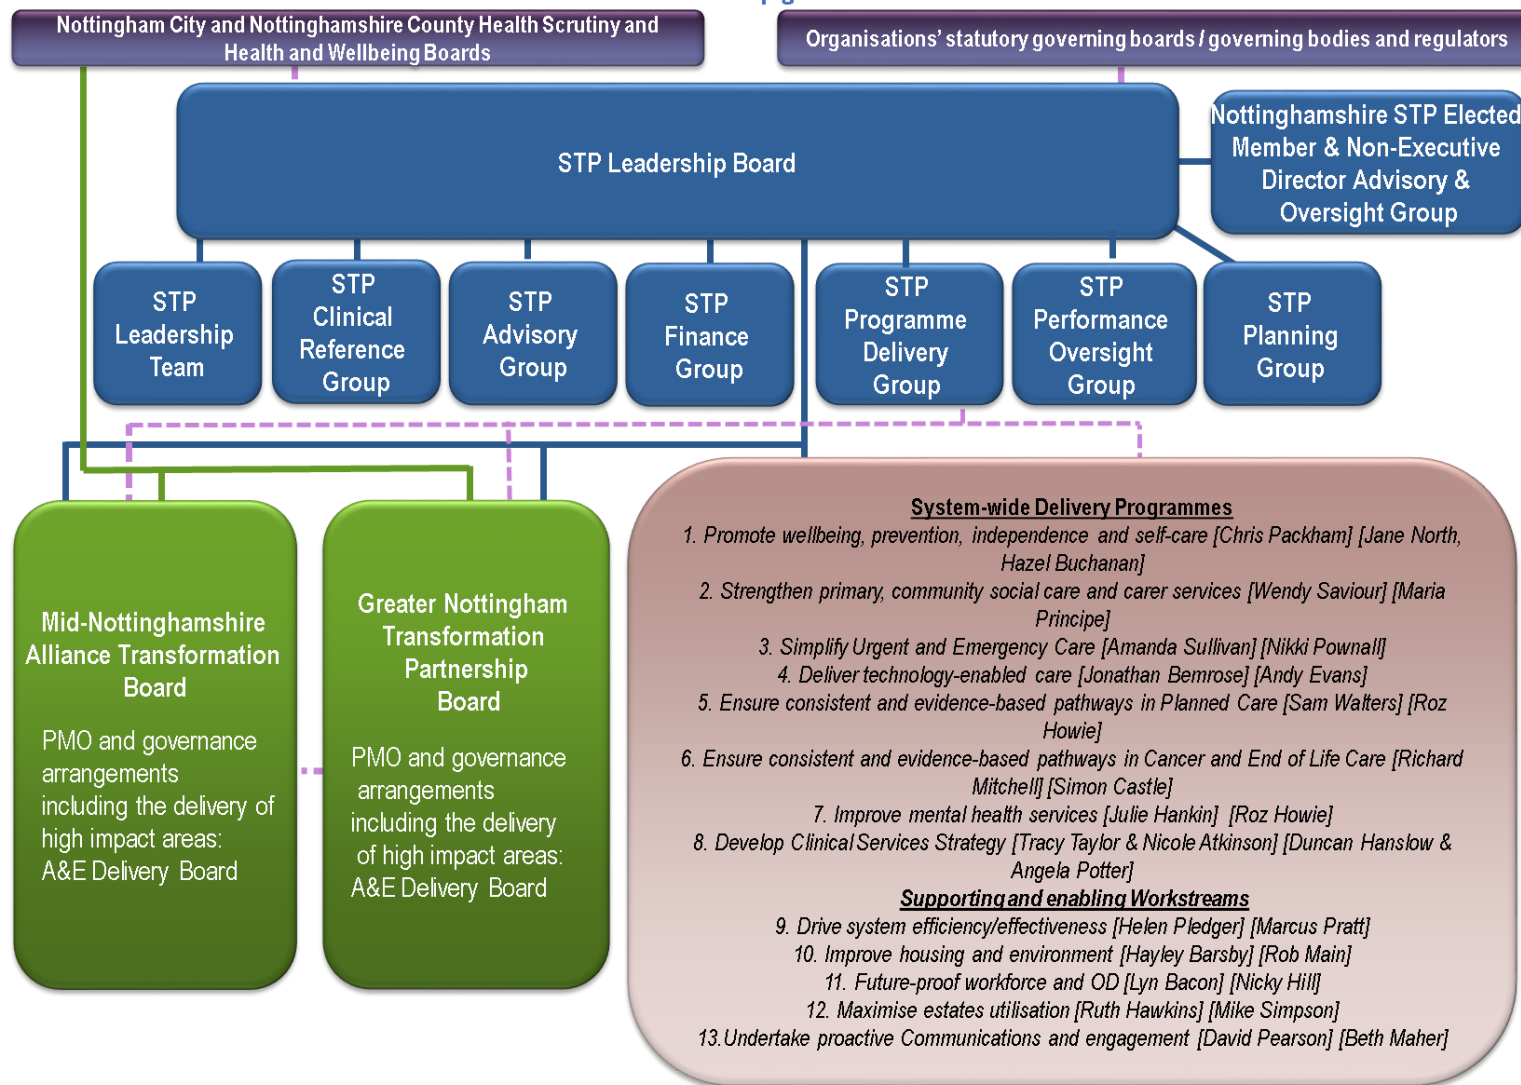 Nottingham City and Nottinghamshire County Health Scrutiny and
Health and Wellbeing Boards
Organisations' statutory governing boards / governing bodies and regulators
STP Leadership Board
Nottinghamshire STP Elected
Member & Non-Executive
Director Advisory &
Oversight Group
STP
Leadership
Team
STP
Clinical
Reference
Group
STP
Advisory
Group
STP
Finance
Group
STP
Programme
Delivery
Group
STP
Performance
Oversight
Group
STP
Planning
Group
Mid-Nottinghamshire
Alliance Transformation
Board
PMO and governance
arrangements
including the delivery of
high impact areas:
A&E Delivery Board
Greater Nottingham
Transformation
Partnership
Board
PMO and governance
arrangements
including the delivery
of high impact areas:
A&E Delivery Board
System-wide Delivery Programmes
1. Promote wellbeing, prevention, independence and self-care [Chris Packham] [Jane North,
Hazel Buchanan]
2. Strengthen primary, community social care and carer services [Wendy Saviour] [Maria
Principe]
3. Simplify Urgent and Emergency Care [Amanda Sullivan] [Nikki Pownall]
4. Deliver technology-enabled care [Jonathan Bemrose] [Andy Evans]
5. Ensure consistent and evidence-based pathways in Planned Care [Sam Walters] [Roz
Howie]
6. Ensure consistent and evidence-based pathways in Cancer and End of Life Care [Richard
Mitchell] [Simon Castle]
7. Improve mental health services [Julie Hankin] [Roz Howie]
8. Develop Clinical Services Strategy [Tracy Taylor & Nicole Atkinson] [Duncan Hanslow &
Angela Potter]
Supporting and enabling Workstreams
9. Drive system efficiency/effectiveness [Helen Pledger] [Marcus Pratt]
10. Improve housing and environment [Hayley Barsby] [Rob Main]
11. Future-proof workforce and OD [Lyn Bacon] [Nicky Hill]
12. Maximise estates utilisation [Ruth Hawkins] [Mike Simpson]
13.Undertake proactive Communications and engagement [David Pearson] [Beth Maher]